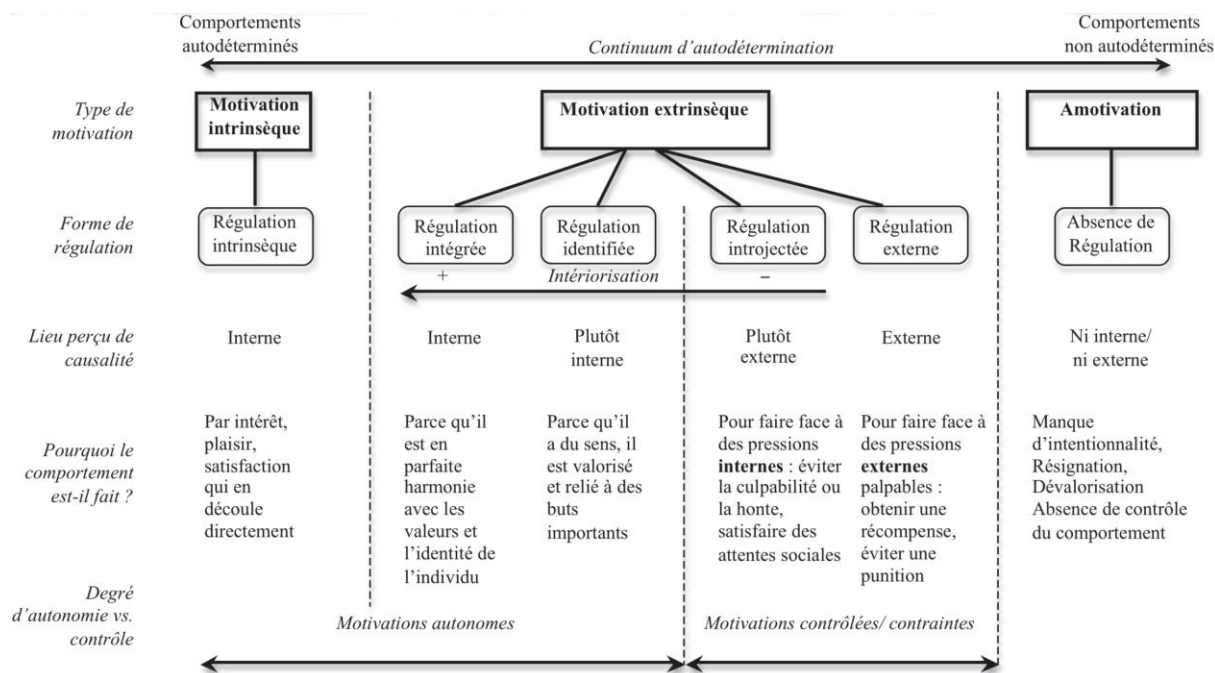 Comportements
autodéterminés
Continuum d'autodétermination
Comportements
non autodéterminés
Type de
motivation
Motivation
intrinsèque
Motivation extrinsèque
Amotivation
Forme de
régulation
Régulation
intrinsèque
Régulation
intégrée
Régulation
identifiée
Régulation
introjectée
Régulation
externe
Absence de
Régulation
+
Intériorisation
–
Lieu perçu de
causalité
Interne
Interne
Plutôt
interne
Plutôt
externe
Externe
Ni interne/
ni externe
Pourquoi le
comportement
est-il fait ?
Par intérêt,
plaisir,
satisfaction
qui en
découle
directement
Parce qu'il
est en
parfaite
harmonie
avec les
valeurs et
l'identité de
l'individu
Parce qu'il
a du sens, il
est valorisé
et relié à des
buts
importants
Pour faire face à
des pressions
internes : éviter
la culpabilité ou
la honte,
satisfaire des
attentes sociales
Pour faire face à
des pressions
externes
palpables :
obtenir une
récompense,
éviter une
punition
Manque
d'intentionnalité,
Résignation,
Dévalorisation
Absence de contrôle
du comportement
Degré
d'autonomie vs.
contrôle
Motivations autonomes
Motivations contrôlées/ contraintes